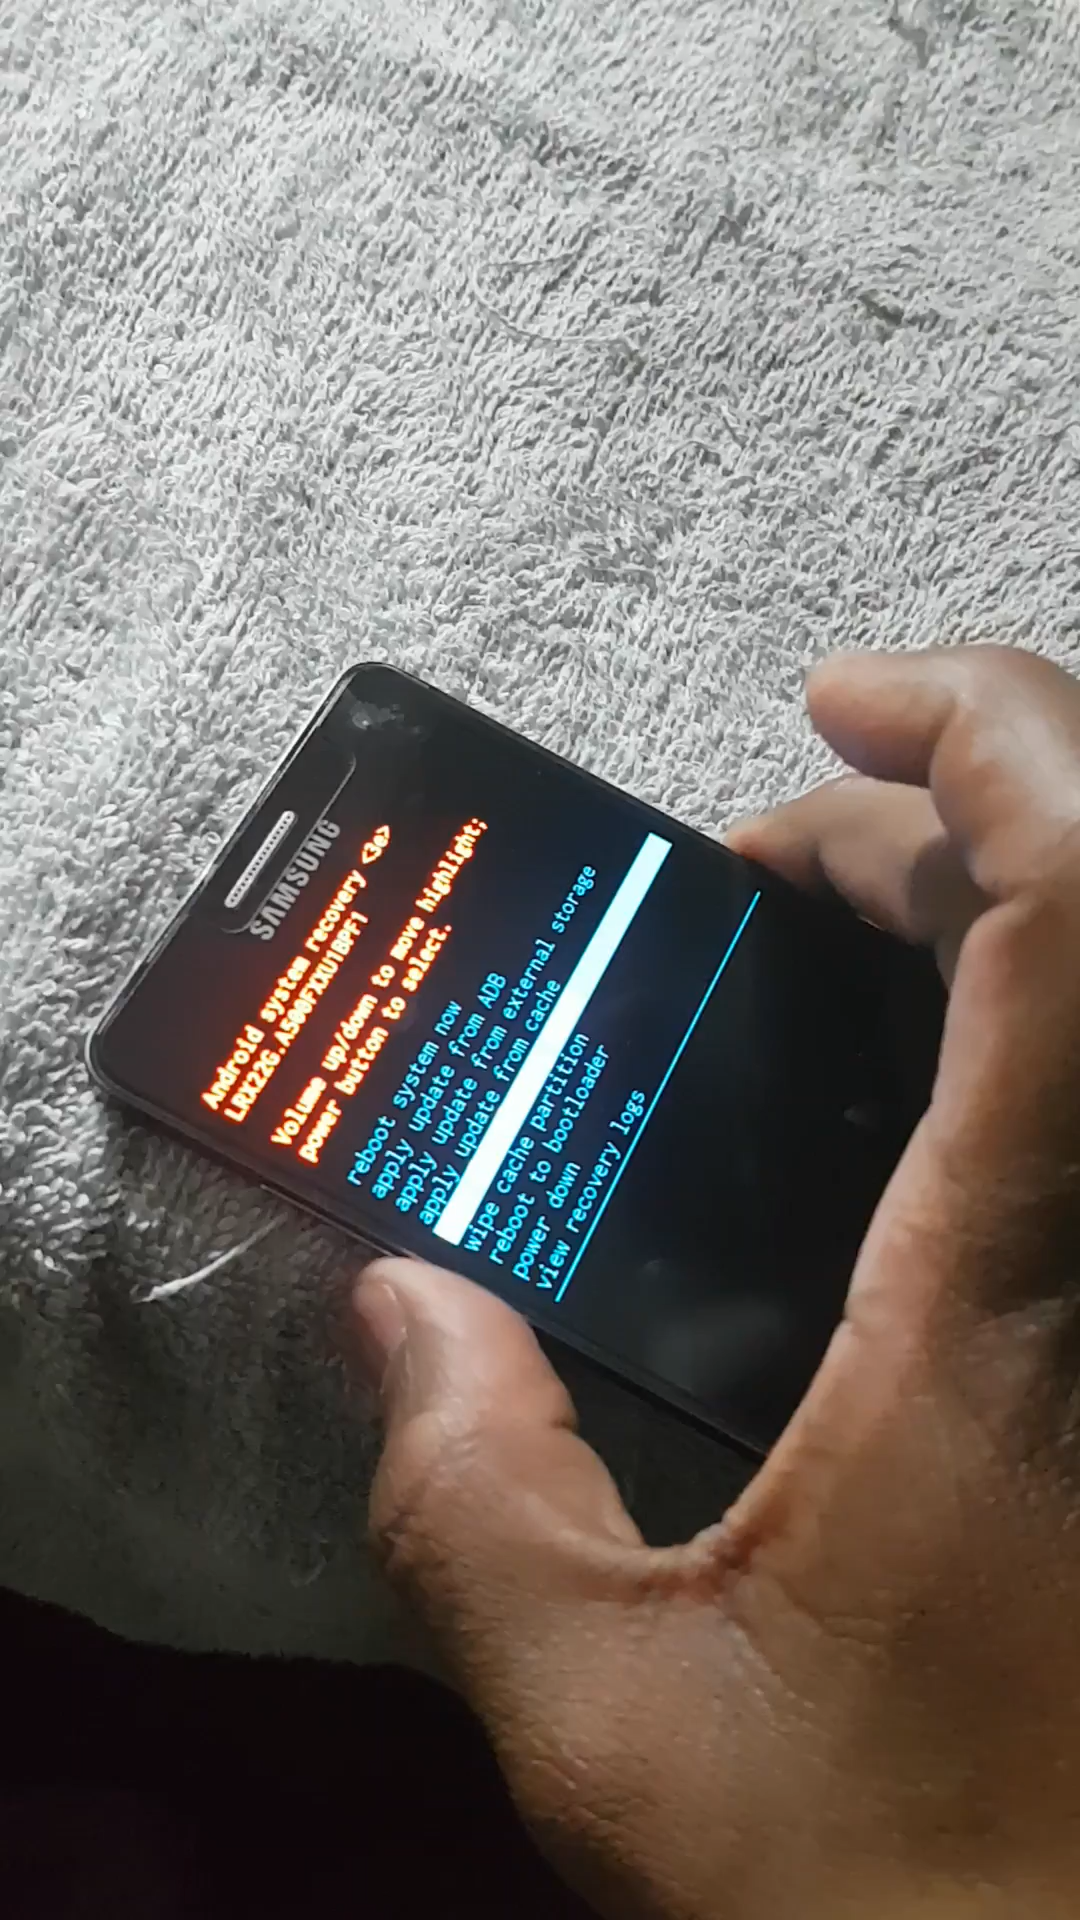 SAMSUNG
Android system recovery <3e>
LRX22G.A500FXXU1BPF1
Volume up/down to move highlight;
power button to select.
reboot system now
apply update from ADB
apply update from external storage
apply update from cache
wipe cache partition
reboot to bootloader
power down
view recovery logs